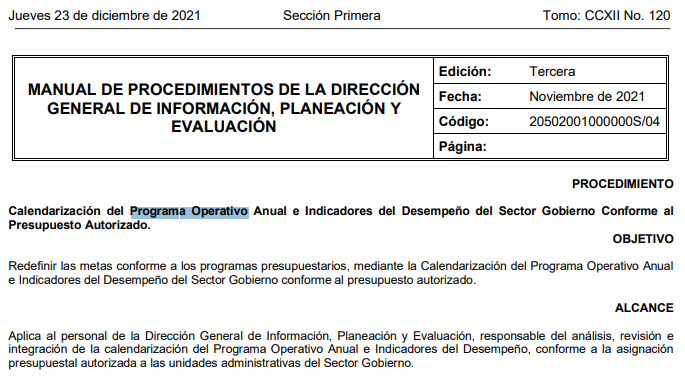 Jueves 23 de diciembre de 2021 Sección Primera Tomo: CCXII No. 120
MANUAL DE PROCEDIMIENTOS DE LA DIRECCIÓN
GENERAL DE INFORMACIÓN, PLANEACIÓN Y
EVALUACIÓN
Edición: Tercera
Fecha: Noviembre de 2021
Código: 20502001000000S/04
Página:
PROCEDIMIENTO
Calendarización del Programa Operativo Anual e Indicadores del Desempeño del Sector Gobierno Conforme al
Presupuesto Autorizado.
OBJETIVO
Redefinir las metas conforme a los programas presupuestarios, mediante la Calendarización del Programa Operativo Anual
e Indicadores del Desempeño del Sector Gobierno conforme al presupuesto autorizado.
ALCANCE
Aplica al personal de la Dirección General de Información, Planeación y Evaluación, responsable del análisis, revisión e
integración de la calendarización del Programa Operativo Anual e Indicadores del Desempeño, conforme a la asignación
presupuestal autorizada a las unidades administrativas del Sector Gobierno.